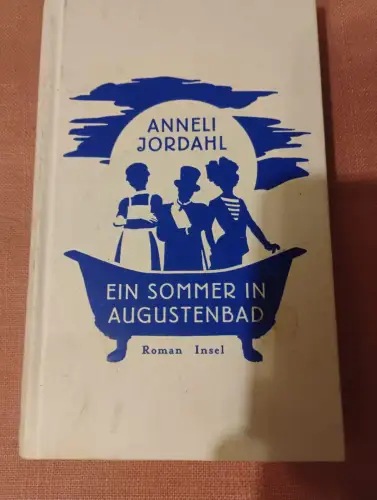 ANNELI
JORDAHL
EIN SOMMER IN
AUGUSTENBAD
Roman Insel